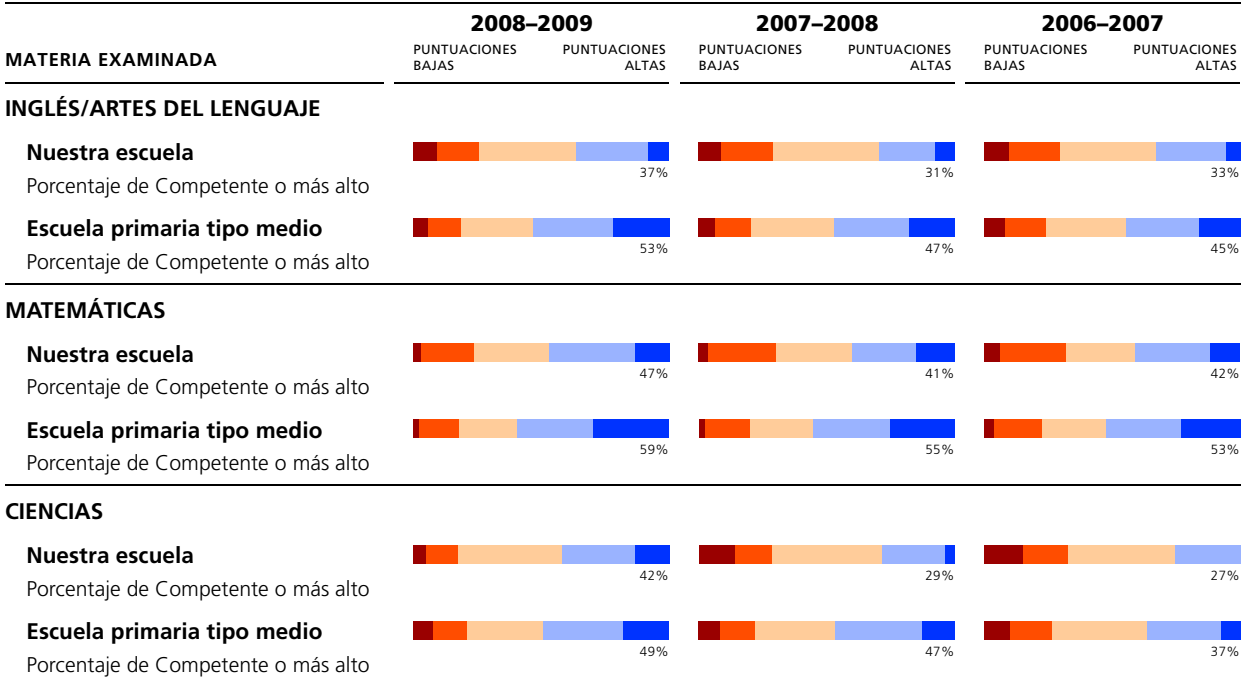 2008–2009 2007–2008 2006–2007
MATERIA EXAMINADA PUNTUACIONES BAJAS PUNTUACIONES ALTAS PUNTUACIONES BAJAS PUNTUACIONES ALTAS PUNTUACIONES BAJAS PUNTUACIONES ALTAS
INGLÉS/ARTES DEL LENGUAJE
Nuestra escuela
Porcentaje de Competente o más alto 37% 31% 33%
Escuela primaria tipo medio
Porcentaje de Competente o más alto 53% 47% 45%
MATEMÁTICAS
Nuestra escuela
Porcentaje de Competente o más alto 47% 41% 42%
Escuela primaria tipo medio
Porcentaje de Competente o más alto 59% 55% 53%
CIENCIAS
Nuestra escuela
Porcentaje de Competente o más alto 42% 29% 27%
Escuela primaria tipo medio
Porcentaje de Competente o más alto 49% 47% 37%